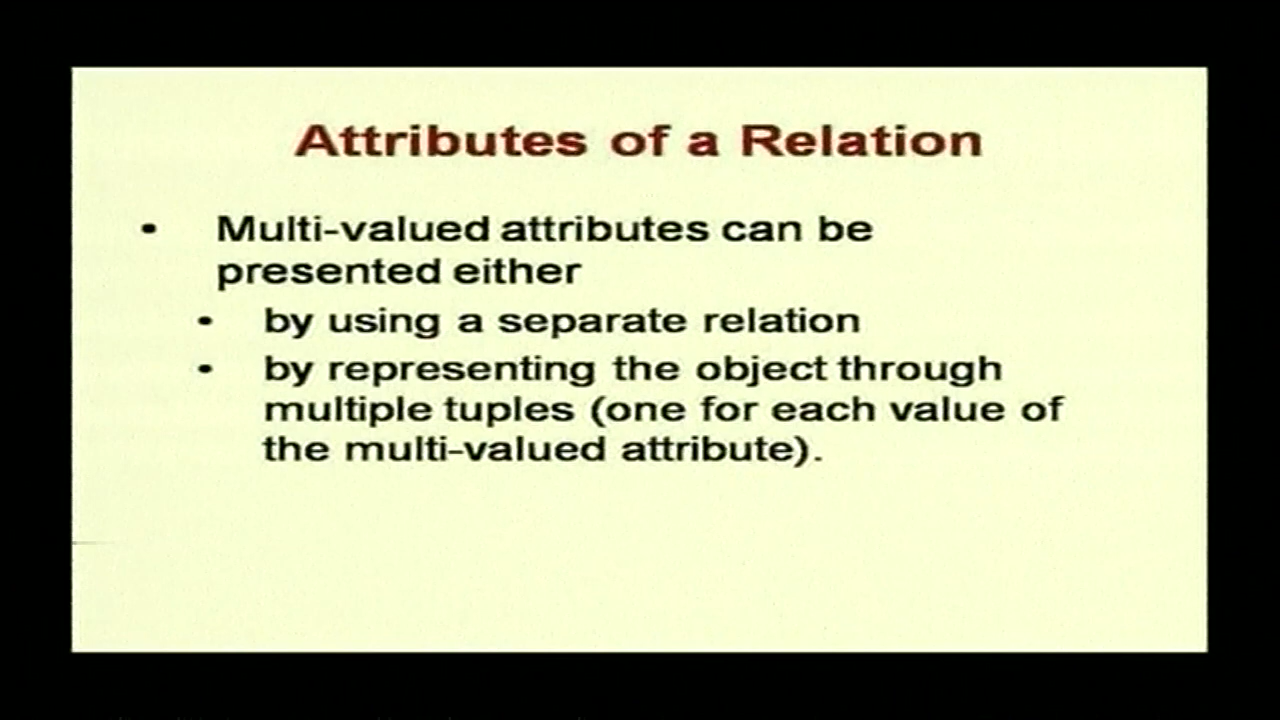 Attributes of a Relation
• Multi-valued attributes can be
presented either
• by using a separate relation
• by representing the object through
multiple tuples (one for each value of
the multi-valued attribute).